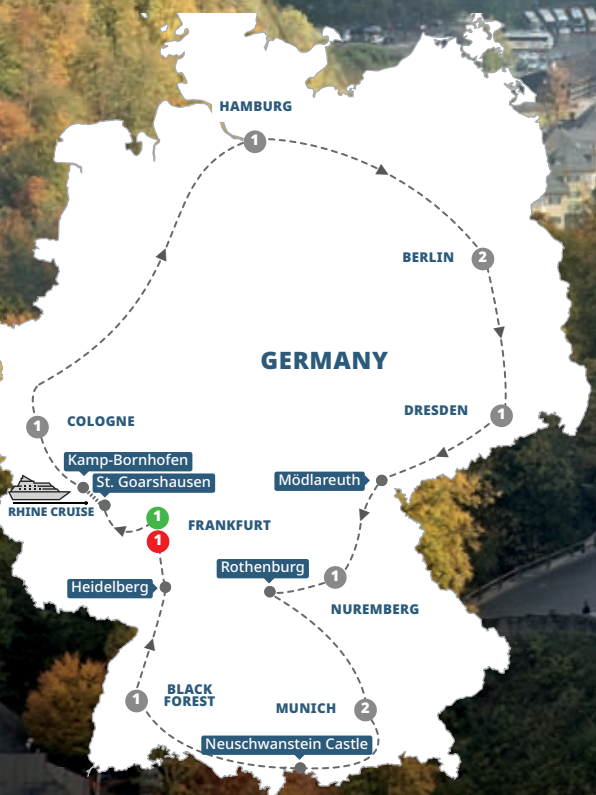 HAMBURG
1
2
BERLIN
GERMANY
DRESDEN
1
1
COLOGNE
Kamp-Bornhofen
St. Goarshausen
RHINE CRUISE
Mödlareuth
1
FRANKFURT
1
Rothenburg
1
NUREMBERG
Heidelberg
BLACK
FOREST
1
MUNICH
2
Neuschwanstein Castle